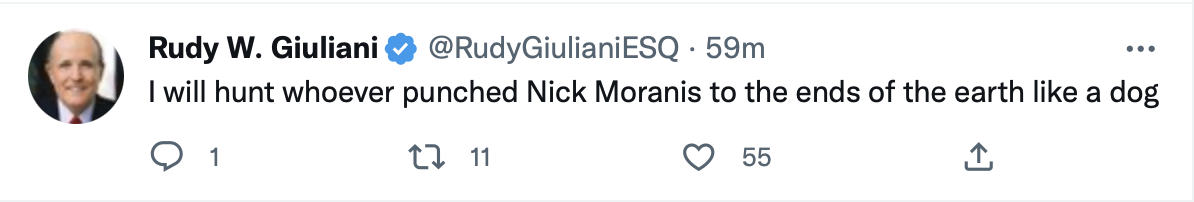 Rudy W. Giuliani @RudyGiulianiESQ · 59m
I will hunt whoever punched Nick Moranis to the ends of the earth like a dog
1 11 55